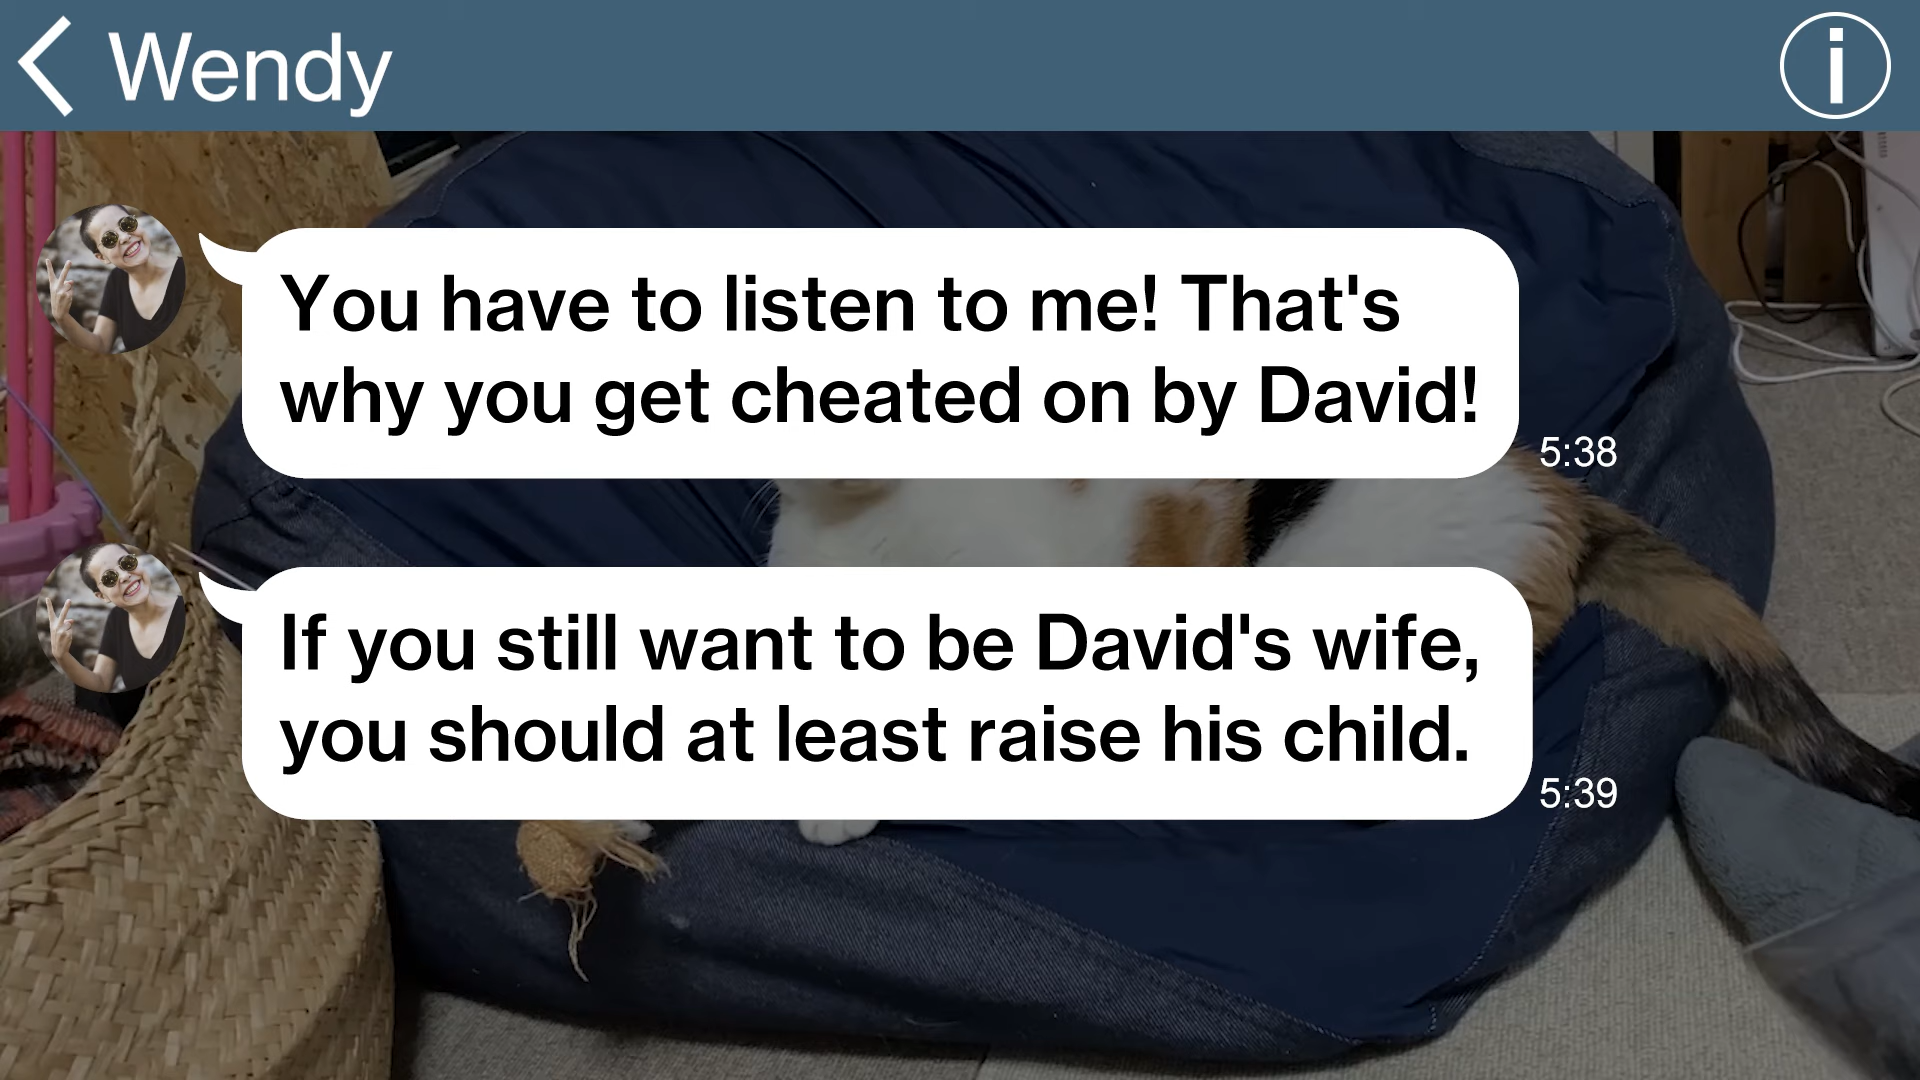 Wendy
You have to listen to me! That's
why you get cheated on by David!
5:38
If you still want to be David's wife,
you should at least raise his child.
5:39